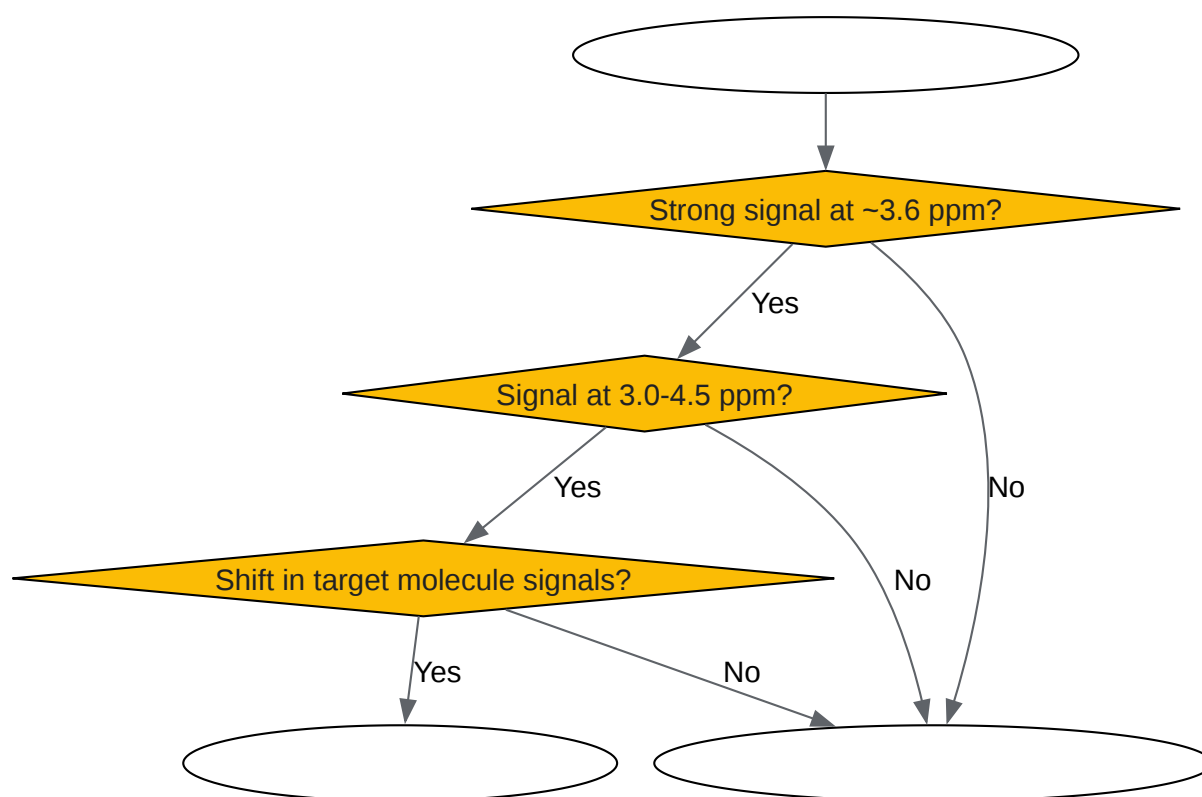 Strong signal at ~3.6 ppm?
Yes
Signal at 3.0-4.5 ppm?
Yes
No
Shift in target molecule signals?
No
Yes
No